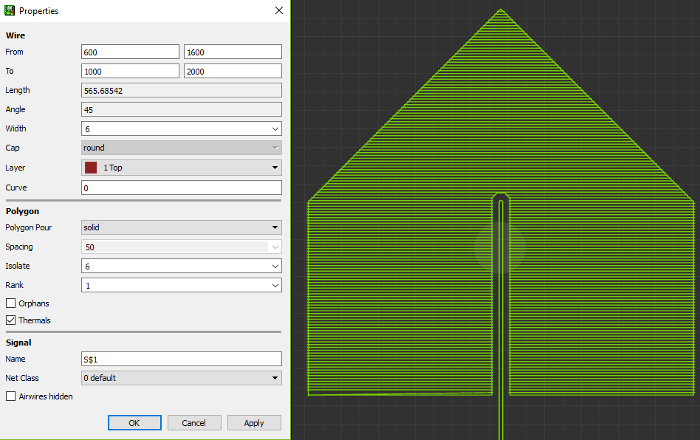 Properties
Wire
From 600 1600
To 1000 2000
Length 565.68542
Angle 45
Width 6
Cap round
Layer 1 Top
Curve 0
Polygon
Polygon Pour solid
Spacing 50
Isolate 6
Rank 1
Orphans
Thermals
Signal
Name S$1
Net Class 0 default
Airwires hidden
OK Cancel Apply